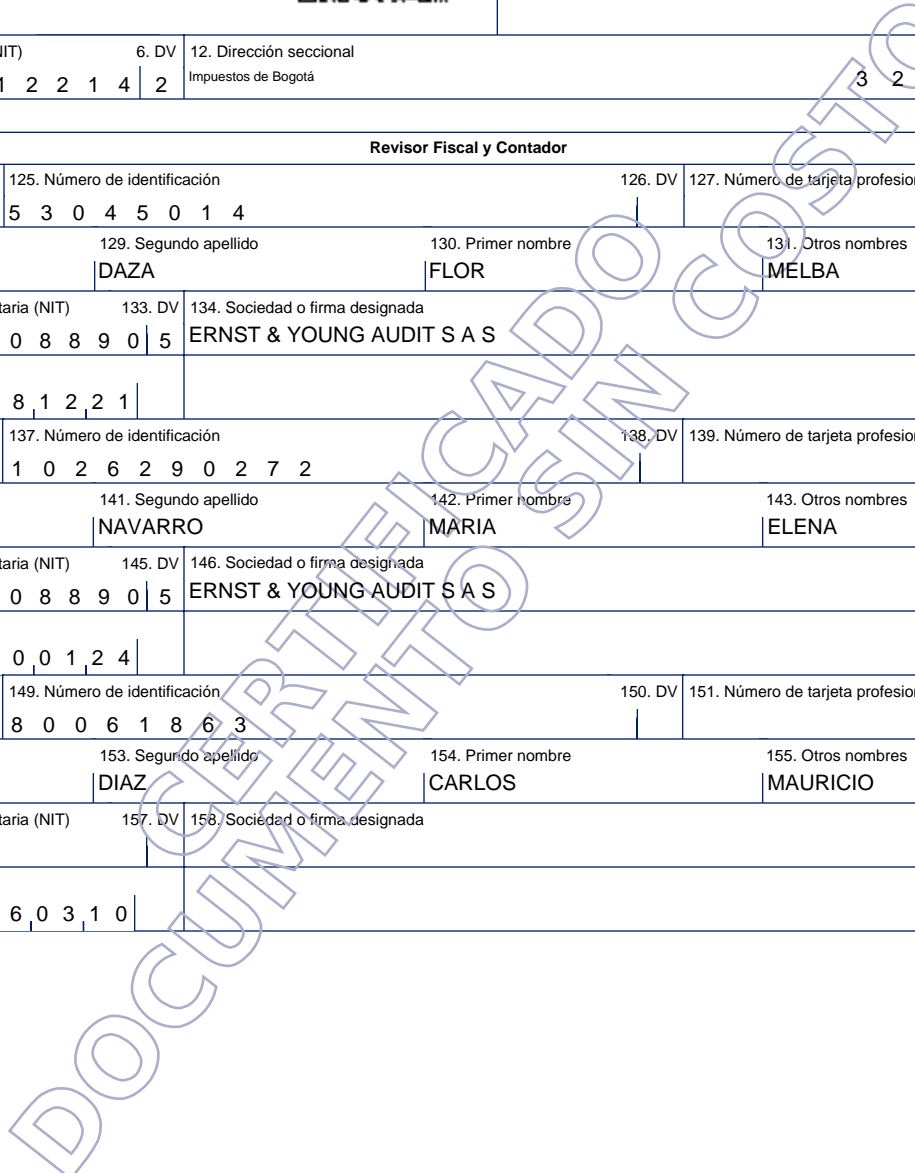 NIT) 6. DV 12. Dirección seccional
1 2 2 1 4 2 Impuestos de Bogotá 3 2
Revisor Fiscal y Contador
125. Número de identificación 126. DV 127. Número de tarjeta profesion
5 3 0 4 5 0 1 4
129. Segundo apellido 130. Primer nombre 131. Otros nombres
DAZA FLOR MELBA
taria (NIT) 133. DV 134. Sociedad o firma designada
0 8 8 9 0 5 ERNST & YOUNG AUDIT S A S
8 1 2 2 1
137. Número de identificación 138. DV 139. Número de tarjeta profesion
1 0 2 6 2 9 0 2 7 2
141. Segundo apellido 142. Primer nombre 143. Otros nombres
NAVARRO MARIA ELENA
taria (NIT) 145. DV 146. Sociedad o firma designada
0 8 8 9 0 5 ERNST & YOUNG AUDIT S A S
0 0 1 2 4
149. Número de identificación 150. DV 151. Número de tarjeta profesion
8 0 0 6 1 8 6 3
153. Segundo apellido 154. Primer nombre 155. Otros nombres
DIAZ CARLOS MAURICIO
taria (NIT) 157. DV 158. Sociedad o firma designada
6 0 3 1 0
CERTIFICADO
DOCUMENTO SIN COSTO